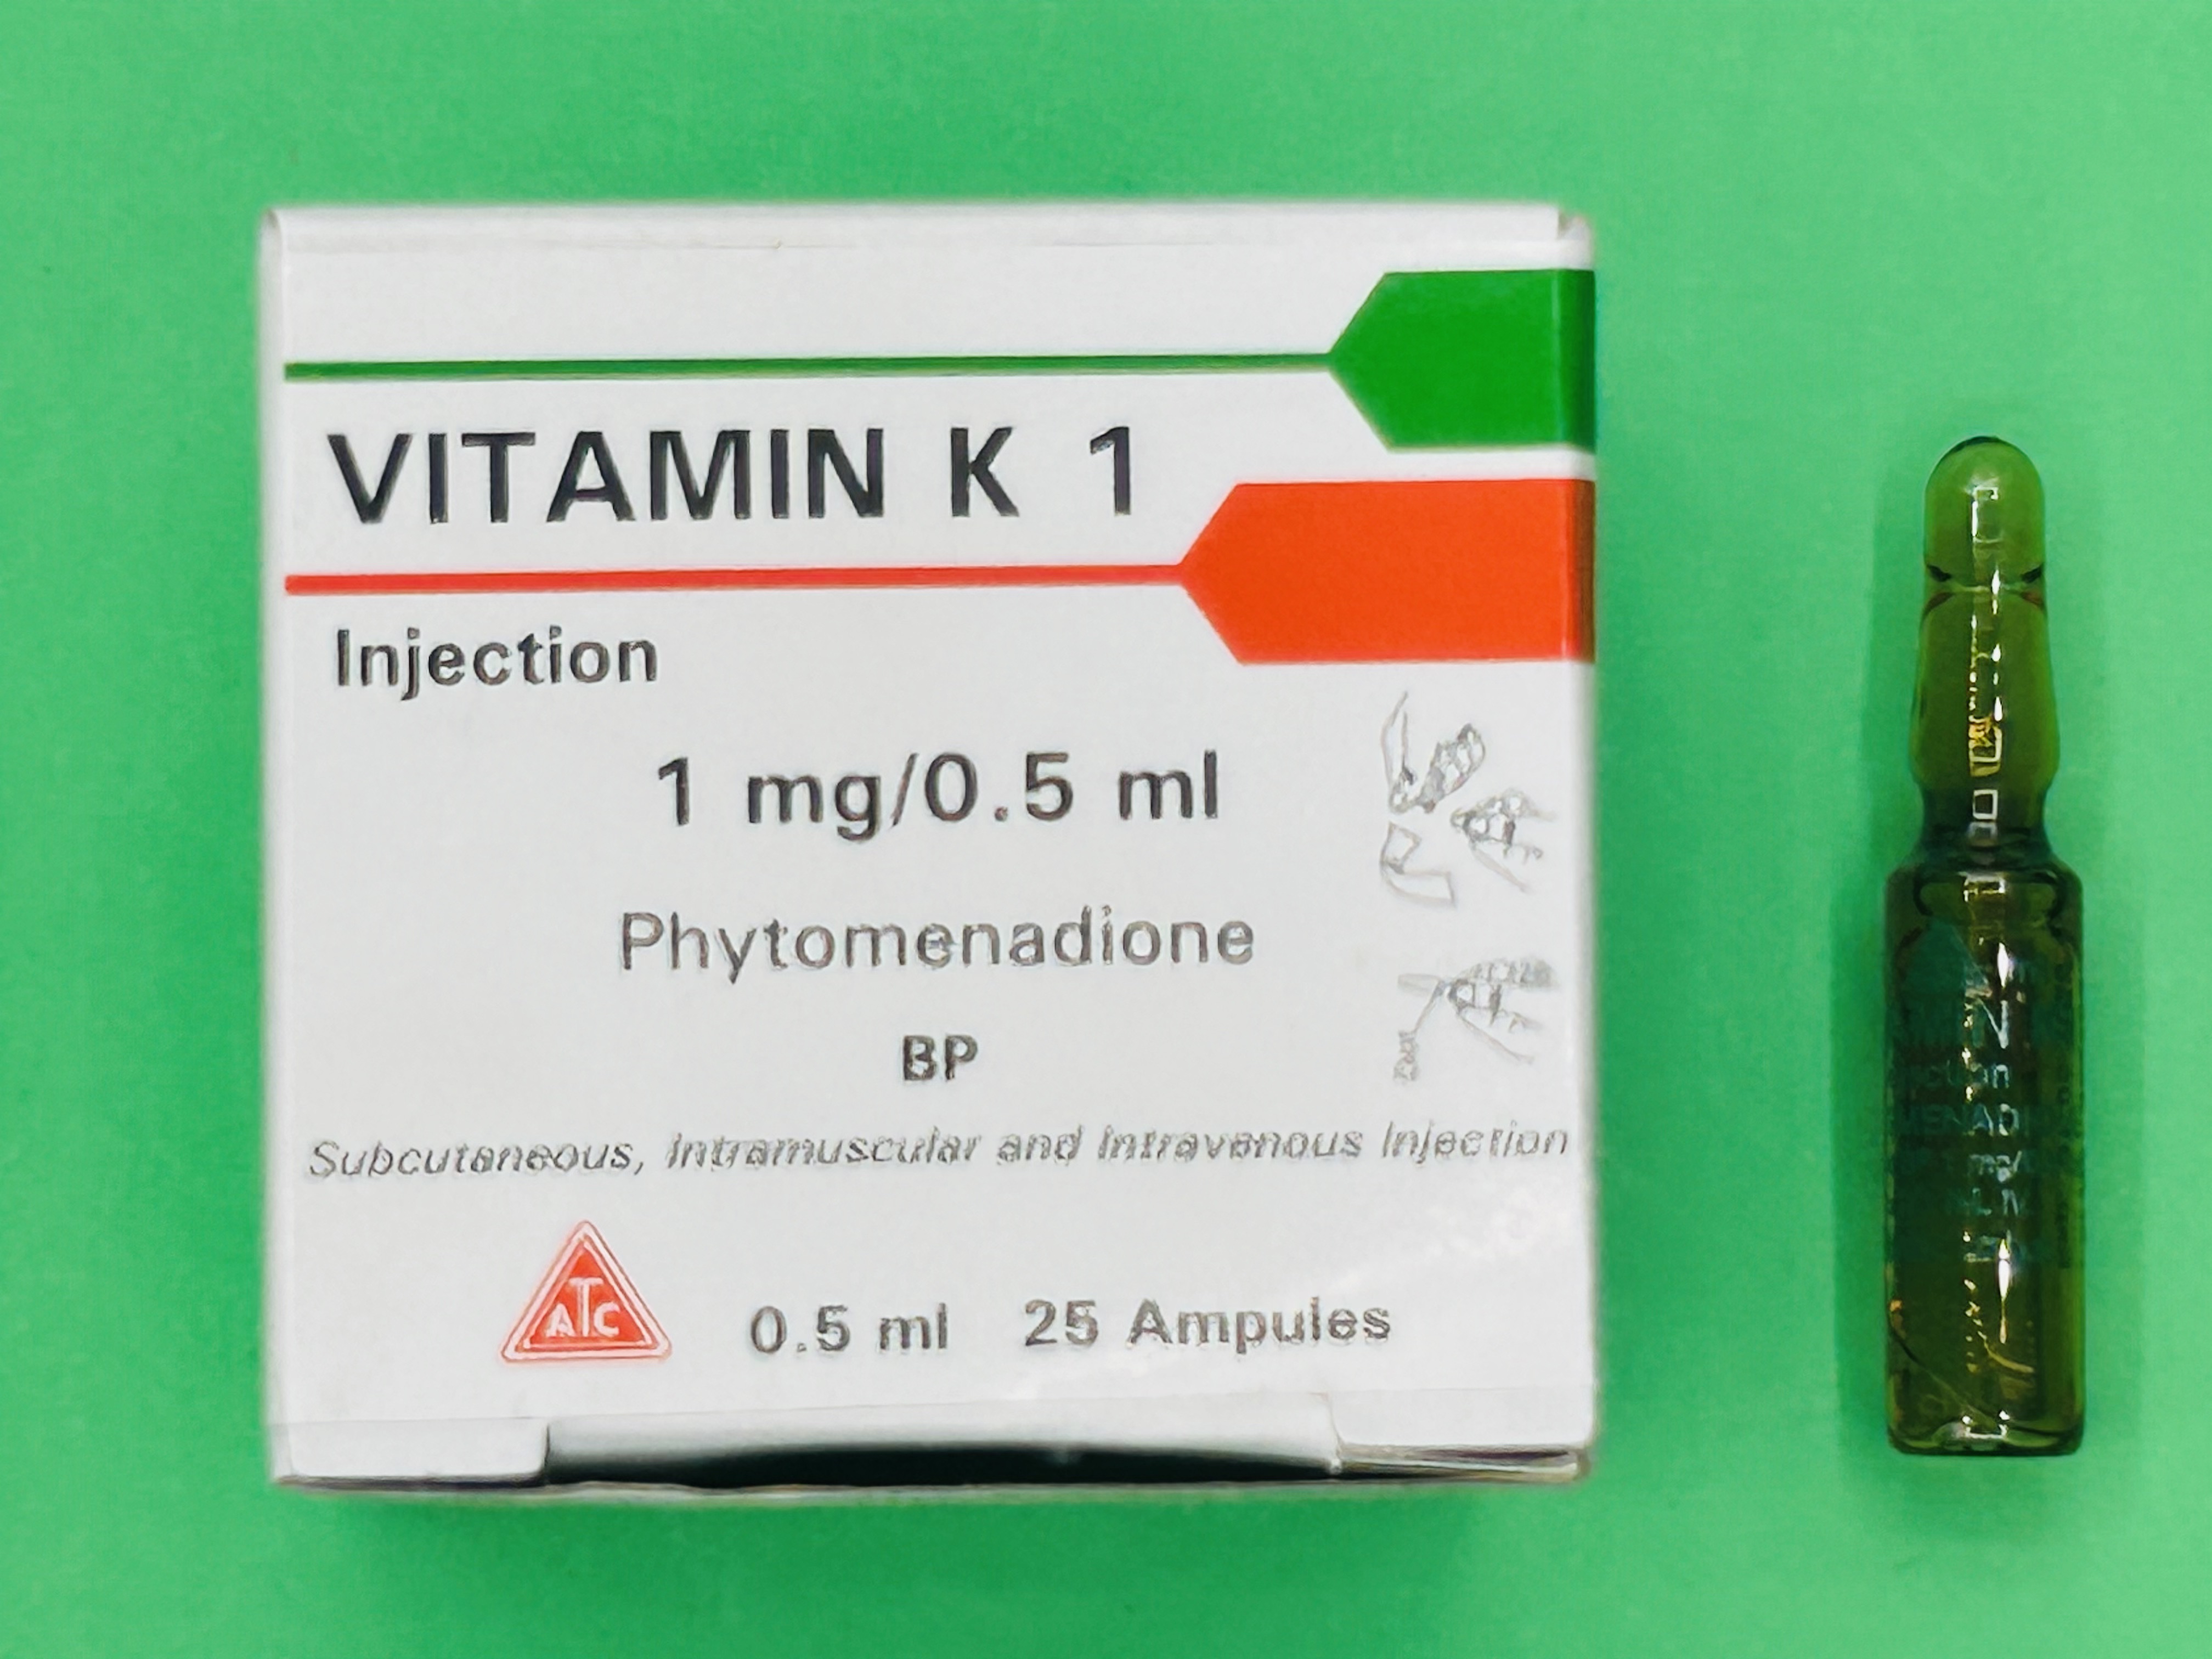 VITAMIN K 1
Injection
1 mg/0.5 ml
Phytomenadione
BP
Subcutaneous, Intramuscular and Intravenous Injection
ATC
0.5 ml 25 Ampules